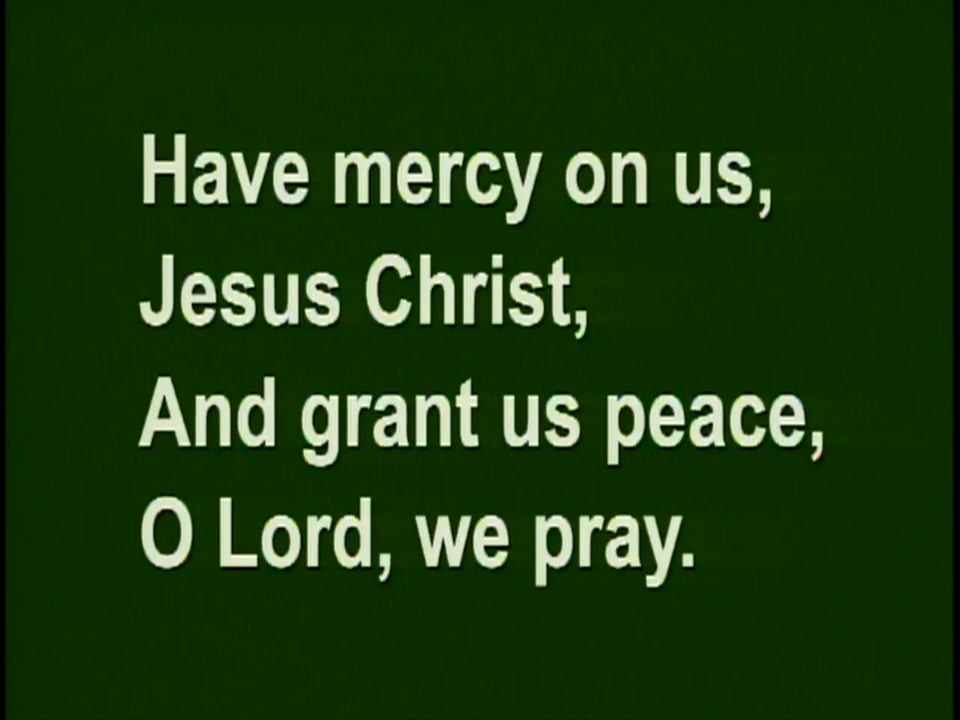 Have mercy on us,
Jesus Christ,
And grant us peace,
O Lord, we pray.